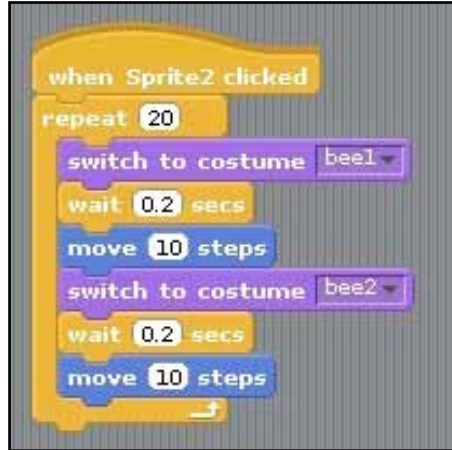 when Sprite2 clicked
repeat 20
switch to costume bee1
wait 0.2 secs
move 10 steps
switch to costume bee2
wait 0.2 secs
move 10 steps